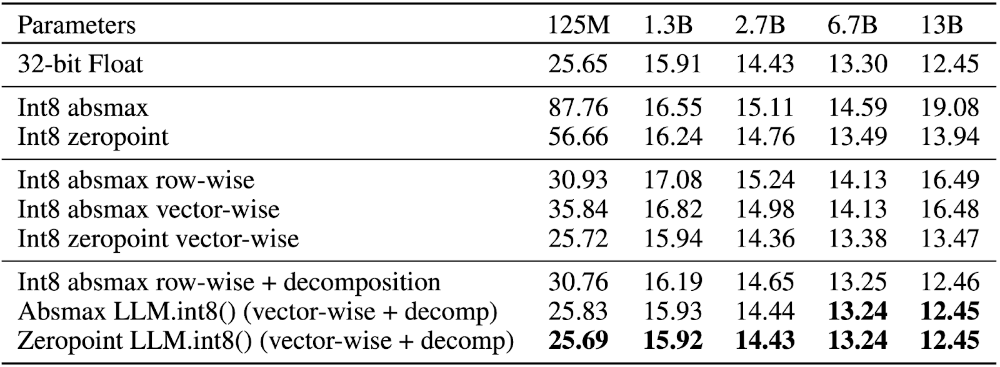 Parameters 125M 1.3B 2.7B 6.7B 13B
32-bit Float 25.65 15.91 14.43 13.30 12.45
Int8 absmax 87.76 16.55 15.11 14.59 19.08
Int8 zeropoint 56.66 16.24 14.76 13.49 13.94
Int8 absmax row-wise 30.93 17.08 15.24 14.13 16.49
Int8 absmax vector-wise 35.84 16.82 14.98 14.13 16.48
Int8 zeropoint vector-wise 25.72 15.94 14.36 13.38 13.47
Int8 absmax row-wise + decomposition 30.76 16.19 14.65 13.25 12.46
Absmax LLM.int8() (vector-wise + decomp) 25.83 15.93 14.44 13.24 12.45
Zeropoint LLM.int8() (vector-wise + decomp) 25.69 15.92 14.43 13.24 12.45